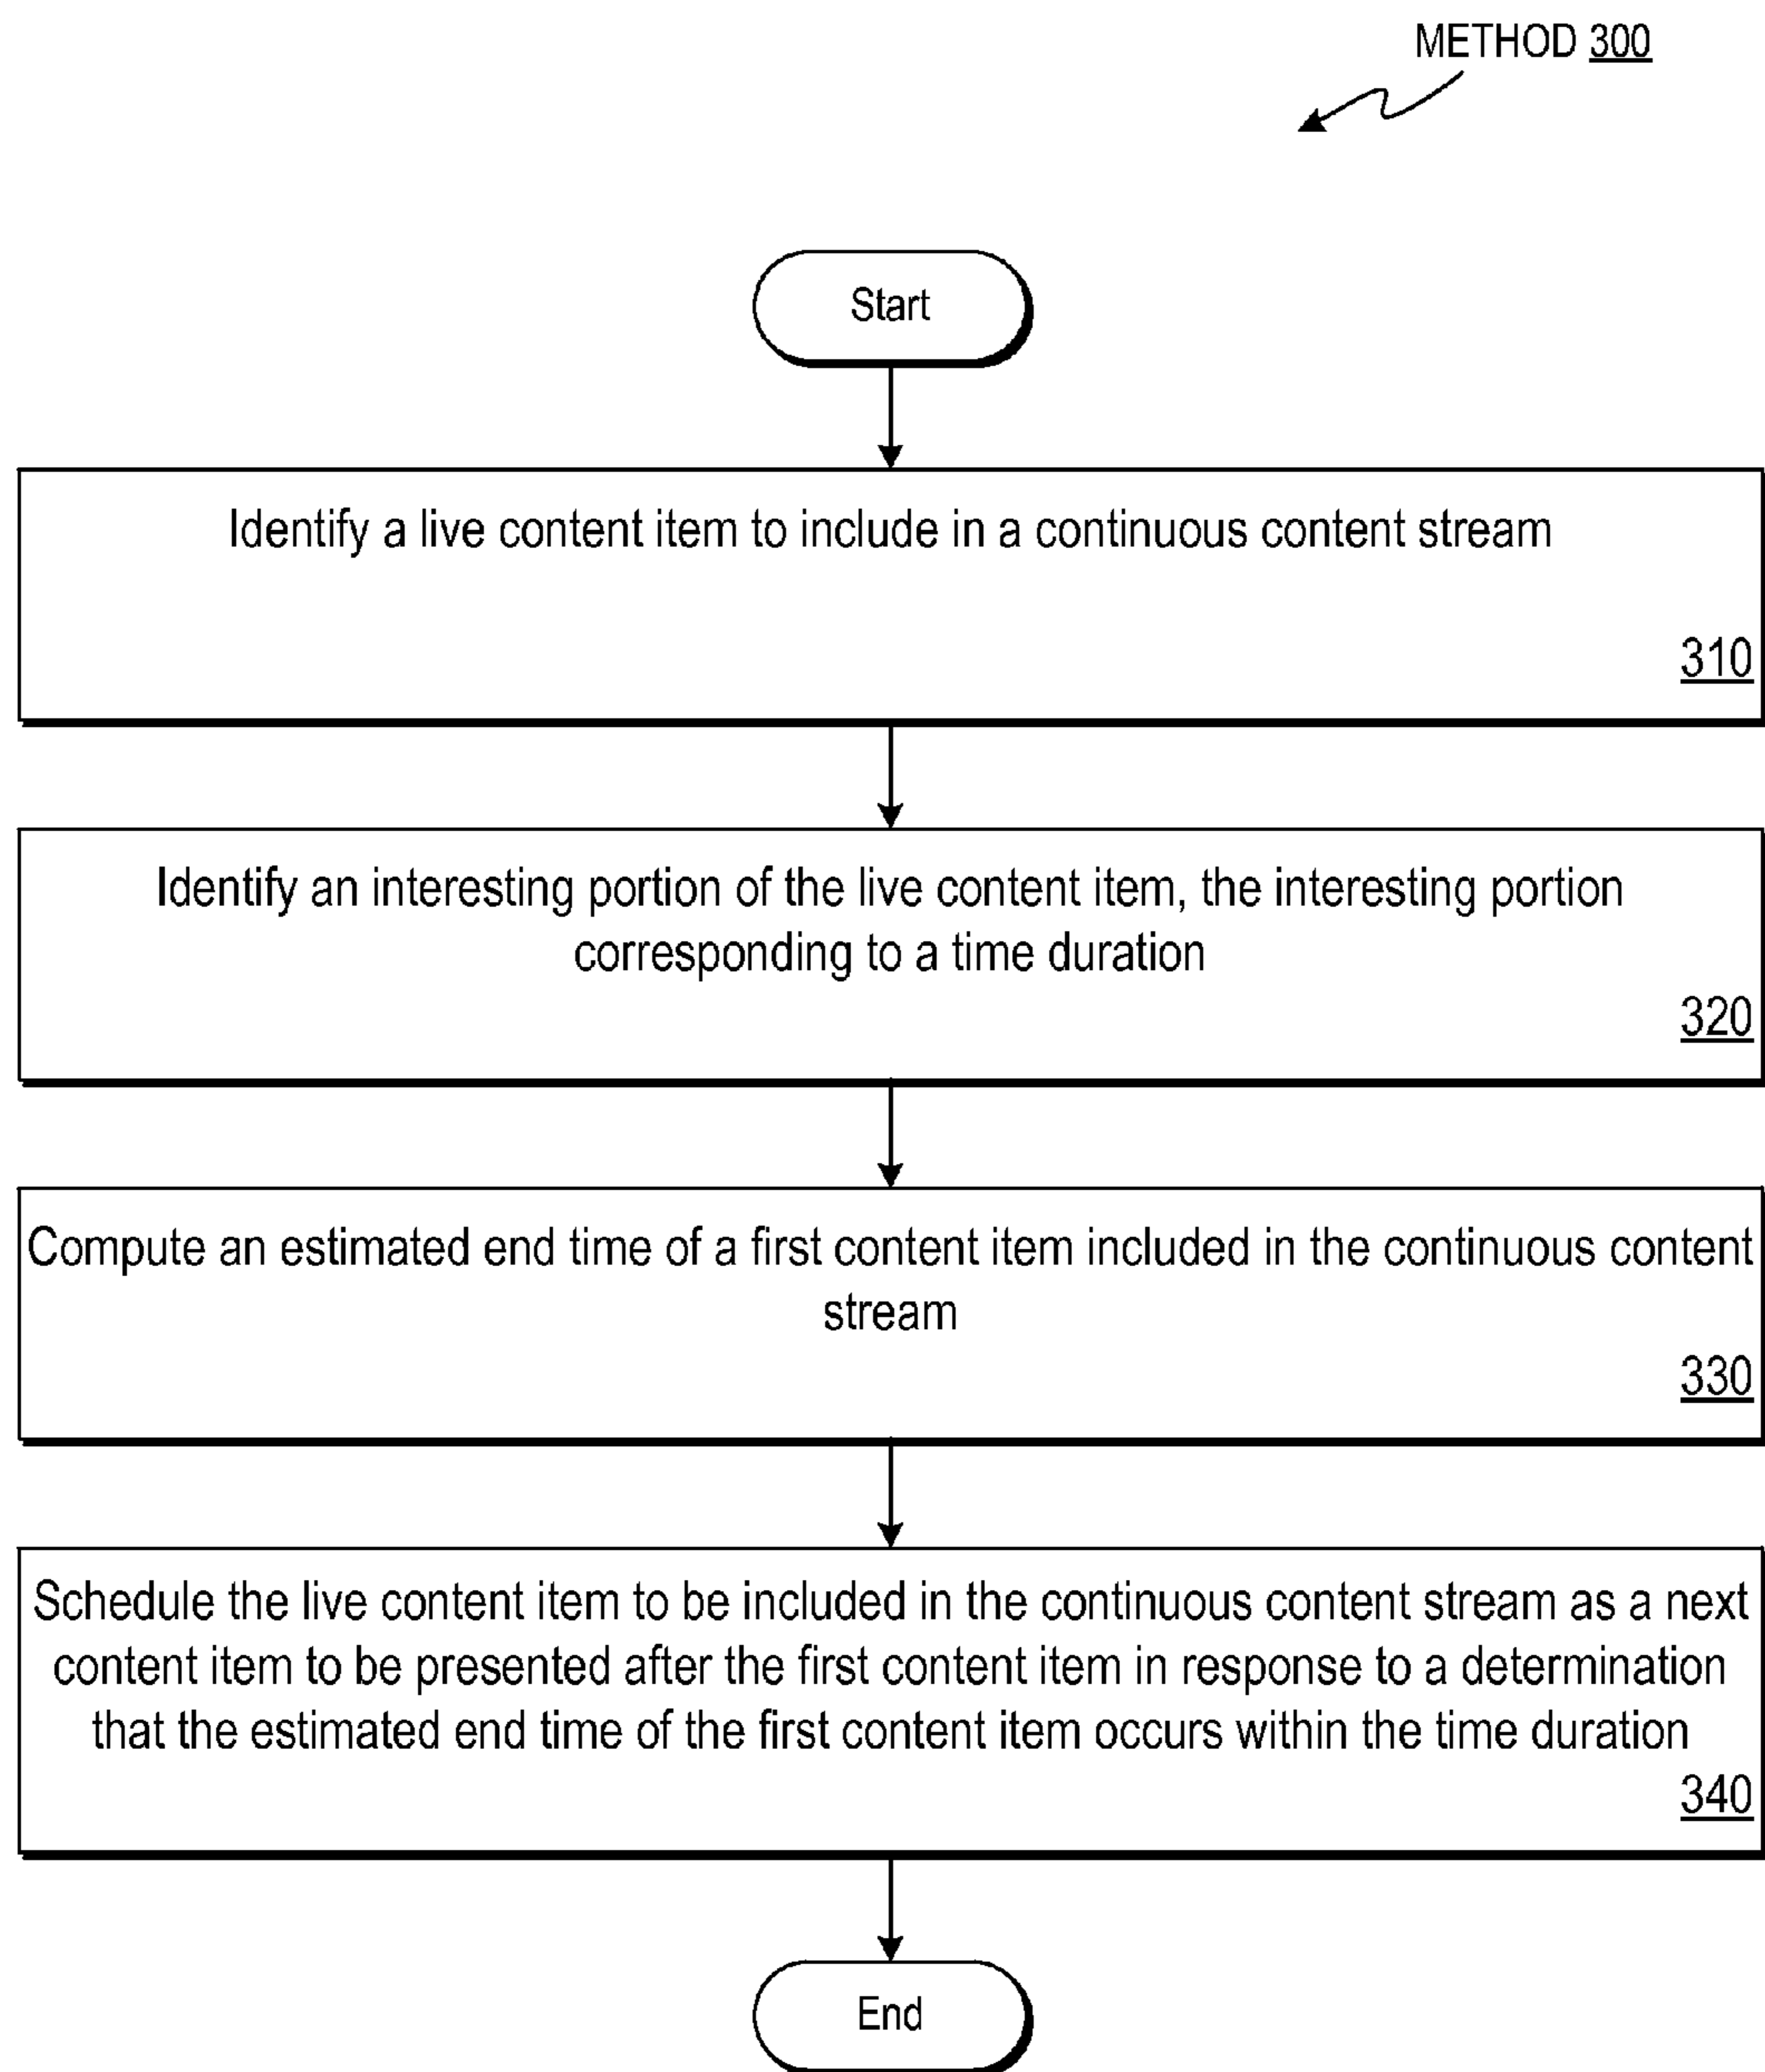 METHOD 300
Start
Identify a live content item to include in a continuous content stream
310
Identify an interesting portion of the live content item, the interesting portion
corresponding to a time duration
320
Compute an estimated end time of a first content item included in the continuous content
stream
330
Schedule the live content item to be included in the continuous content stream as a next
content item to be presented after the first content item in response to a determination
that the estimated end time of the first content item occurs within the time duration
340
End